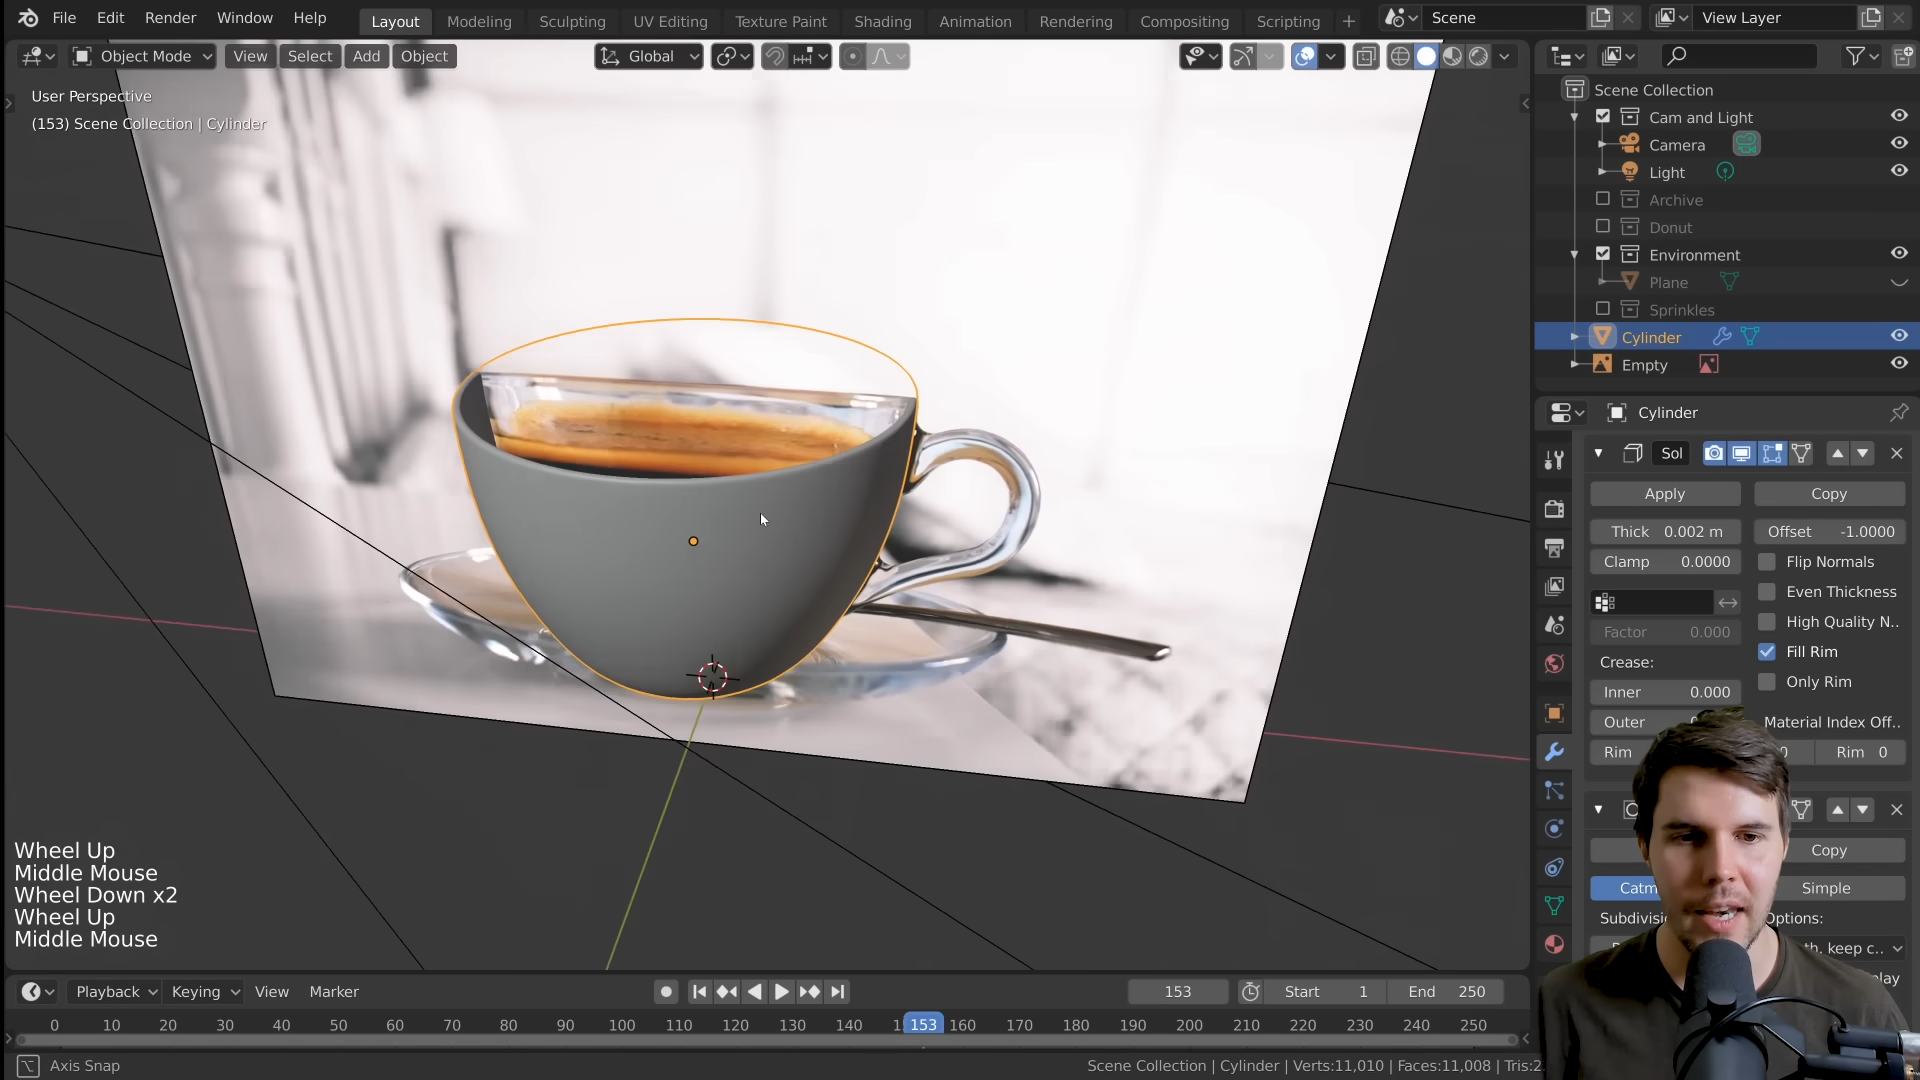 File Edit Render Window Help Layout Modeling Sculpting UV Editing Texture Paint Shading Animation Rendering Compositing Scripting + Scene View Layer
Object Mode View Select Add Object Global
User Perspective
(153) Scene Collection | Cylinder
Scene Collection
Cam and Light
Camera
Light
Archive
Donut
Environment
Plane
Sprinkles
Cylinder
Empty
Cylinder
Sol
Apply Copy
Thick 0.002 m Offset -1.0000
Clamp 0.0000 Flip Normals
Even Thickness
Factor 0.000 High Quality N..
Crease: Fill Rim
Inner 0.000 Only Rim
Outer Material Index Off..
Rim 0 Rim 0
Copy
Catm Simple
Subdivisi Options:
th, keep c..
play
Wheel Up
Middle Mouse
Wheel Down x2
Wheel Up
Middle Mouse
Playback Keying View Marker 153 Start 1 End 250
0 10 20 30 40 50 60 70 80 90 100 110 120 130 140 153 160 170 180 190 200 210 220 230 240 250
Axis Snap Scene Collection | Cylinder | Verts:11,010 | Faces:11,008 | Tris:2